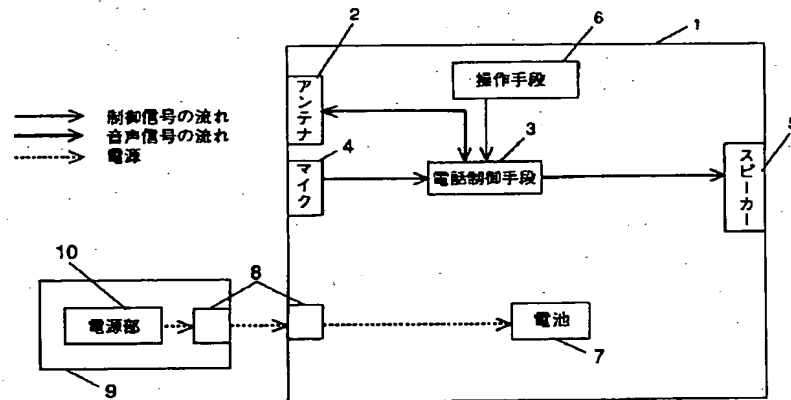 2
6
1
操作手段
アンテナ
制御信号の流れ
音声信号の流れ
電源
3
4
5
マイク
電話制御手段
スピーカー
10
8
電源部
電池
7
9